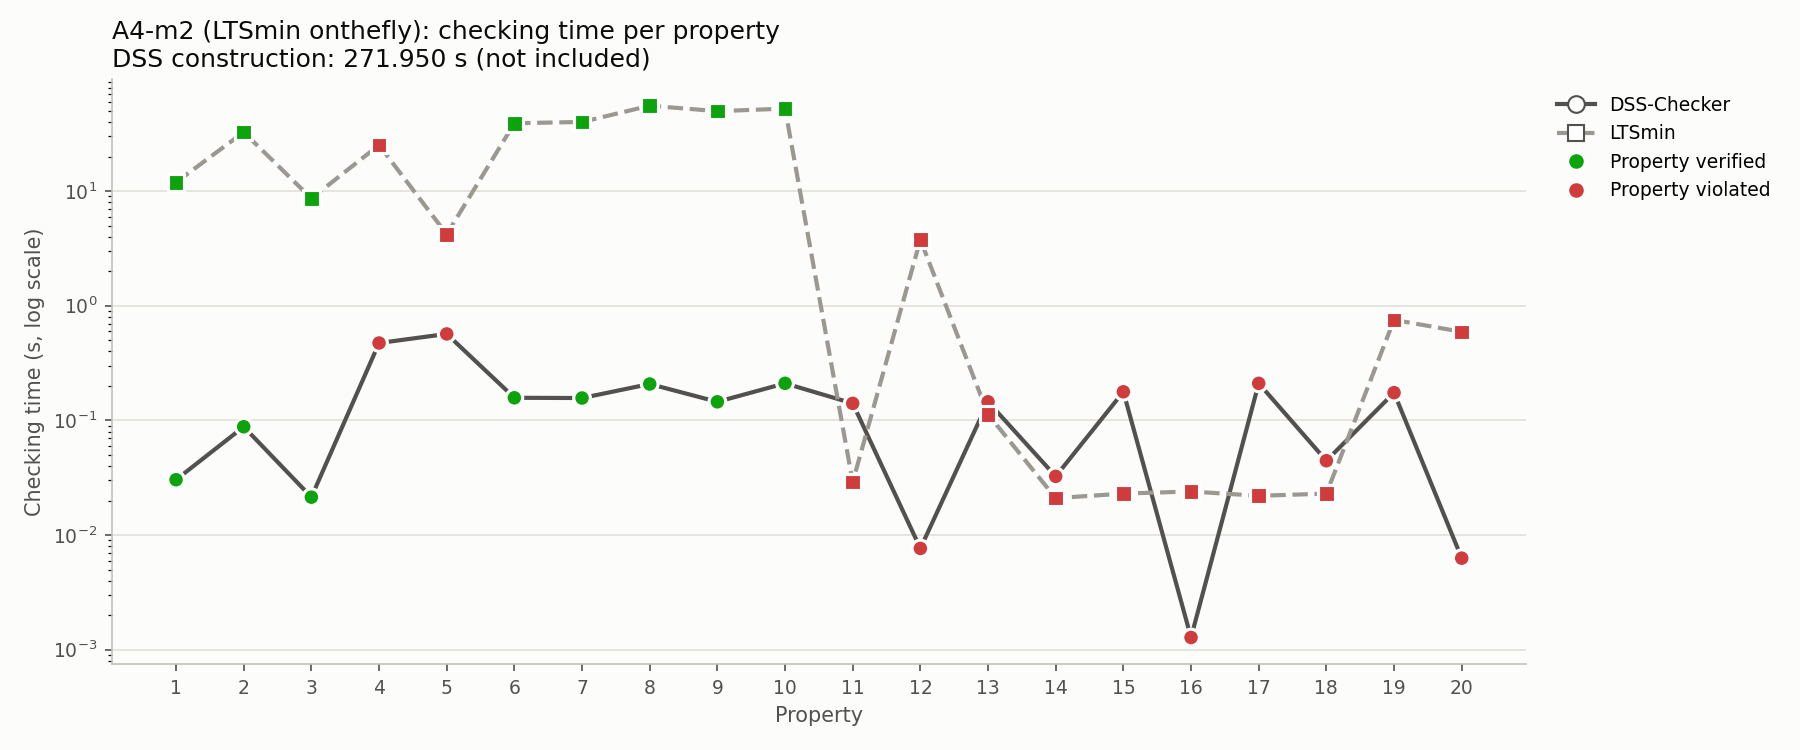 A4-m2 (LTSmin onthefly): checking time per property
DSS construction: 271.950 s (not included)
DSS-Checker
LTSmin
Property verified
Property violated
Checking time (s, log scale)
10¹
10⁰
10⁻¹
10⁻²
10⁻³
1 2 3 4 5 6 7 8 9 10 11 12 13 14 15 16 17 18 19 20
Property